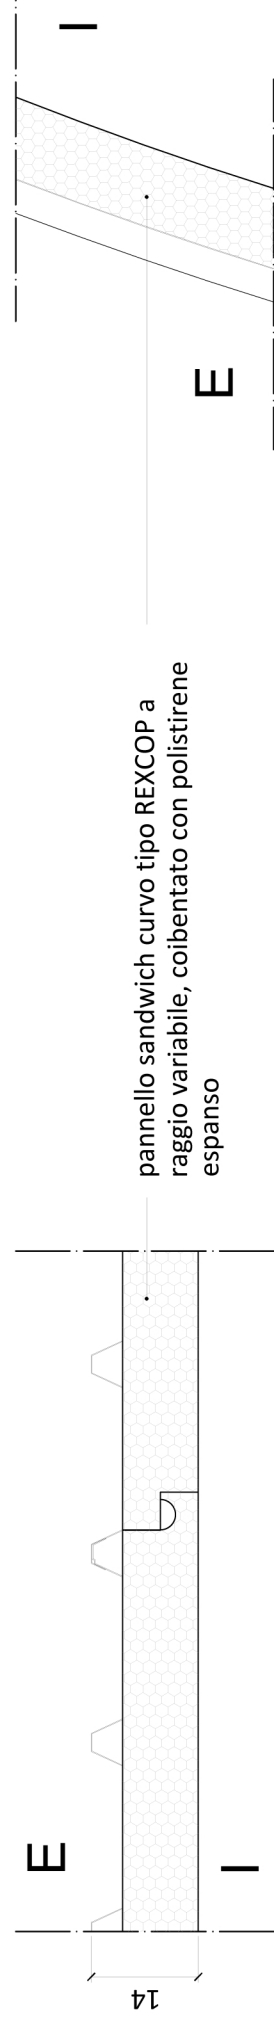 I
E
pannello sandwich curvo tipo REXCOP a
raggio variabile, coibentato con polistirene
espanso
E
I
14